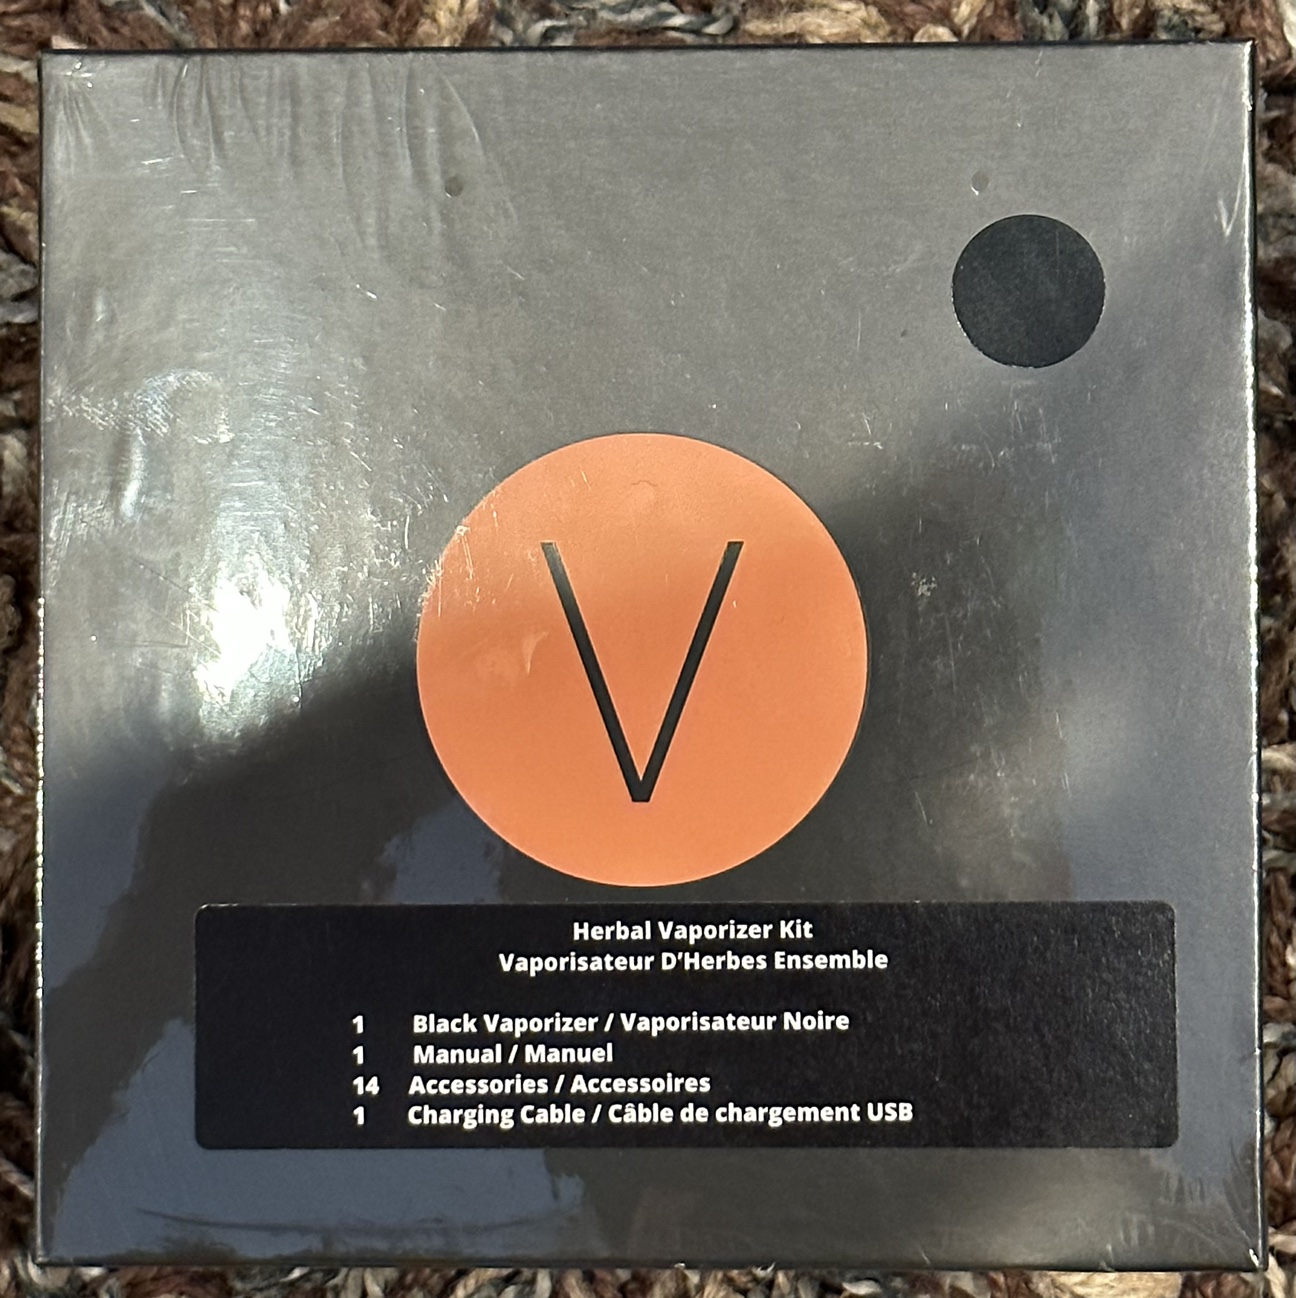 V
Herbal Vaporizer Kit
Vaporisateur D'Herbes Ensemble
1 Black Vaporizer / Vaporisateur Noire
1 Manual / Manuel
14 Accessories / Accessoires
1 Charging Cable / Câble de chargement USB